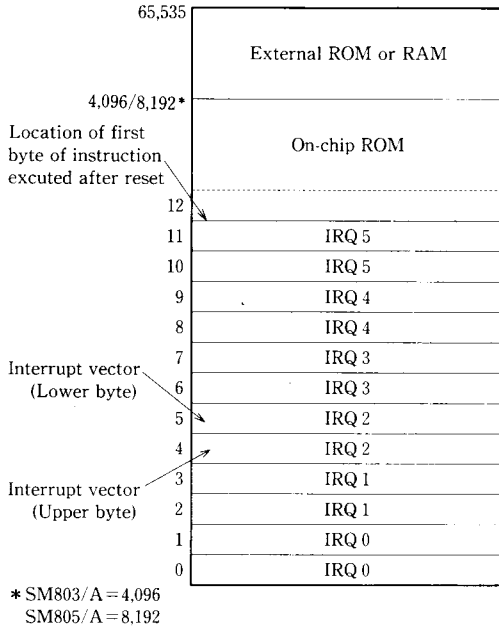 65,535
External ROM or RAM
4,096/8,192*
Location of first
byte of instruction
excuted after reset
On-chip ROM
12
11 IRQ 5
10 IRQ 5
9 IRQ 4
8 IRQ 4
7 IRQ 3
Interrupt vector
(Lower byte)
6 IRQ 3
5 IRQ 2
4 IRQ 2
Interrupt vector
(Upper byte)
3 IRQ 1
2 IRQ 1
1 IRQ 0
0 IRQ 0
* SM803/A=4,096
SM805/A=8,192